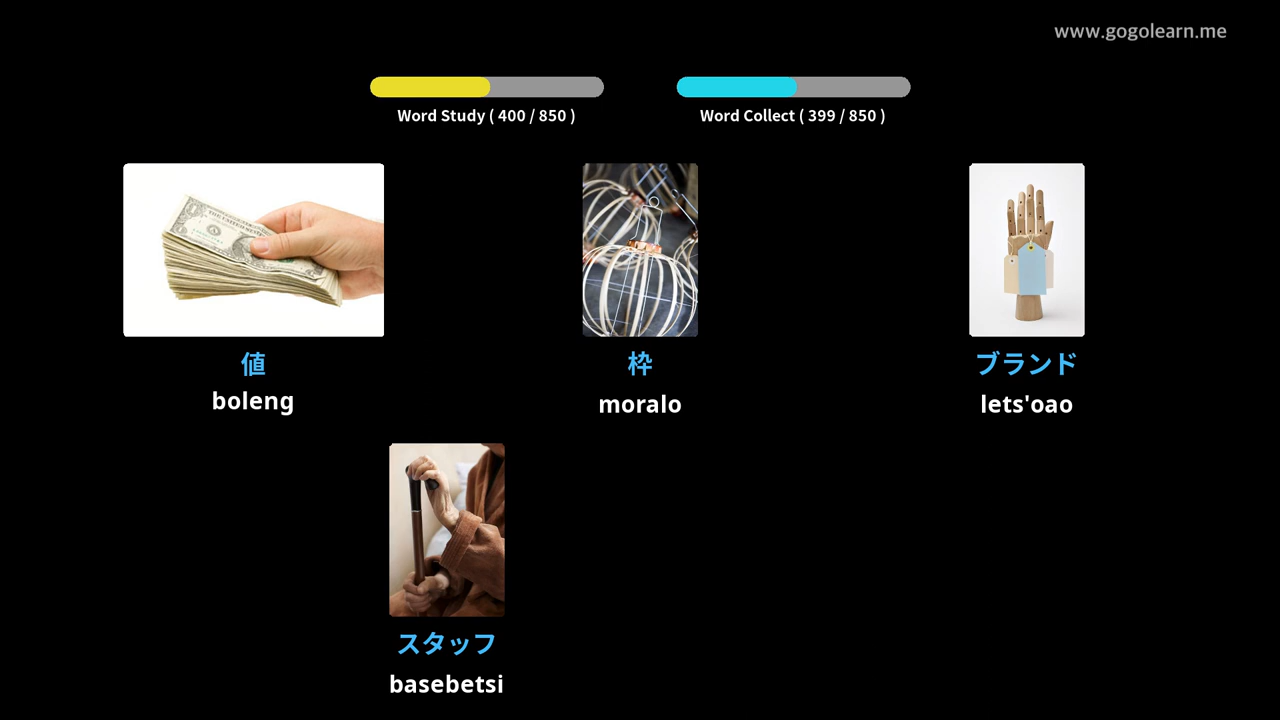 www.gogolearn.me
Word Study ( 400 / 850 )
Word Collect ( 399 / 850 )
値
boleng
枠
moralo
ブランド
lets'oao
スタッフ
basebetsi